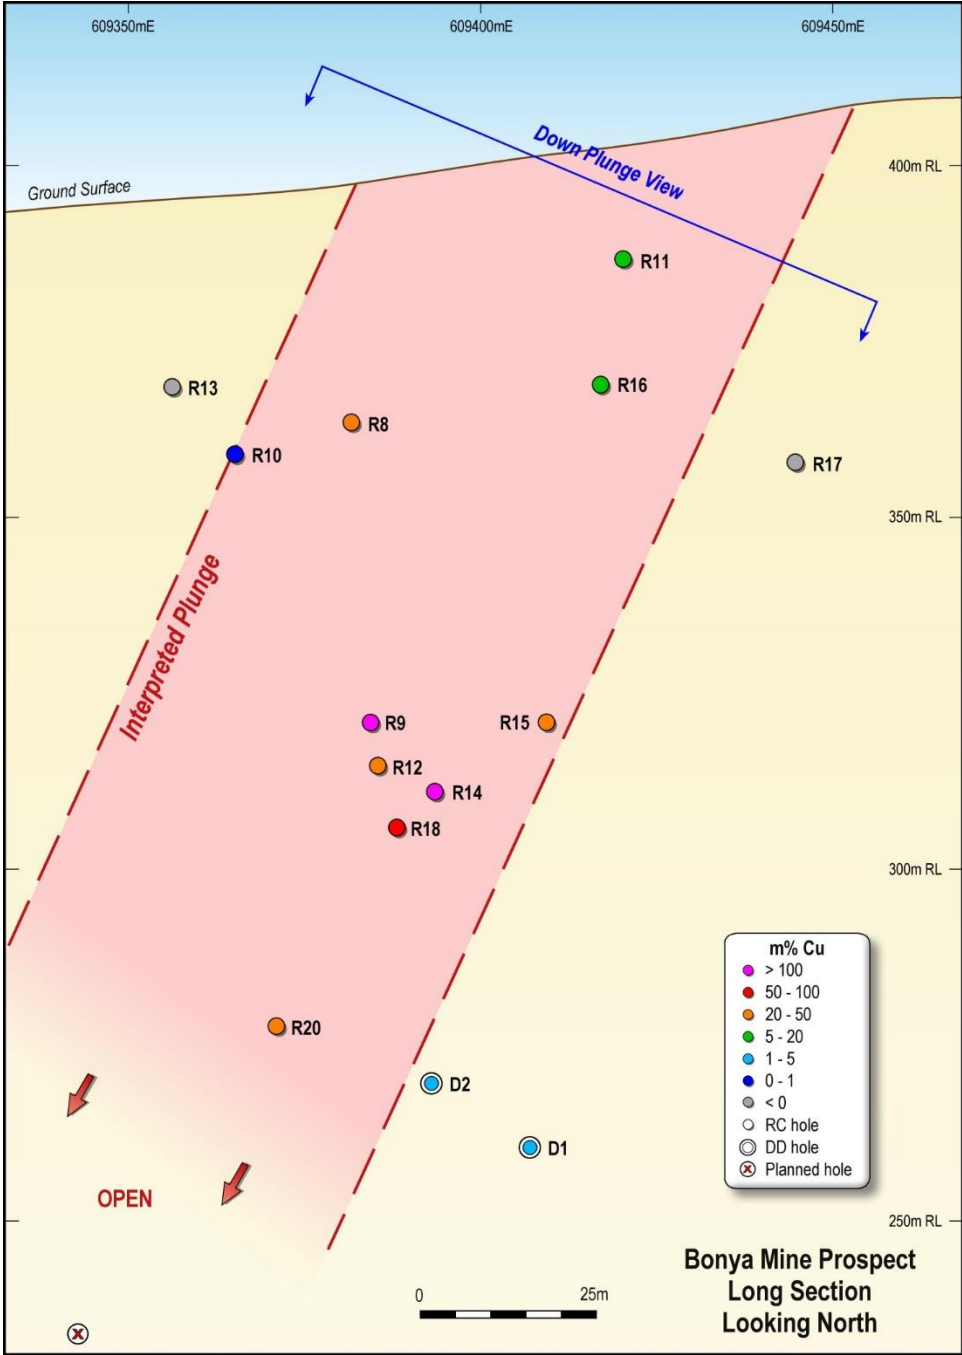 609350mE
609400mE
609450mE
Down Plunge View
400m RL
Ground Surface
R11
R13
R16
R8
R10
R17
350m RL
Interpreted Plunge
R9
R15
R12
R14
R18
300m RL
m% Cu
> 100
50 - 100
20 - 50
5 - 20
1 - 5
0 - 1
< 0
RC hole
DD hole
Planned hole
R20
D2
D1
OPEN
250m RL
0 25m
Bonya Mine Prospect
Long Section
Looking North